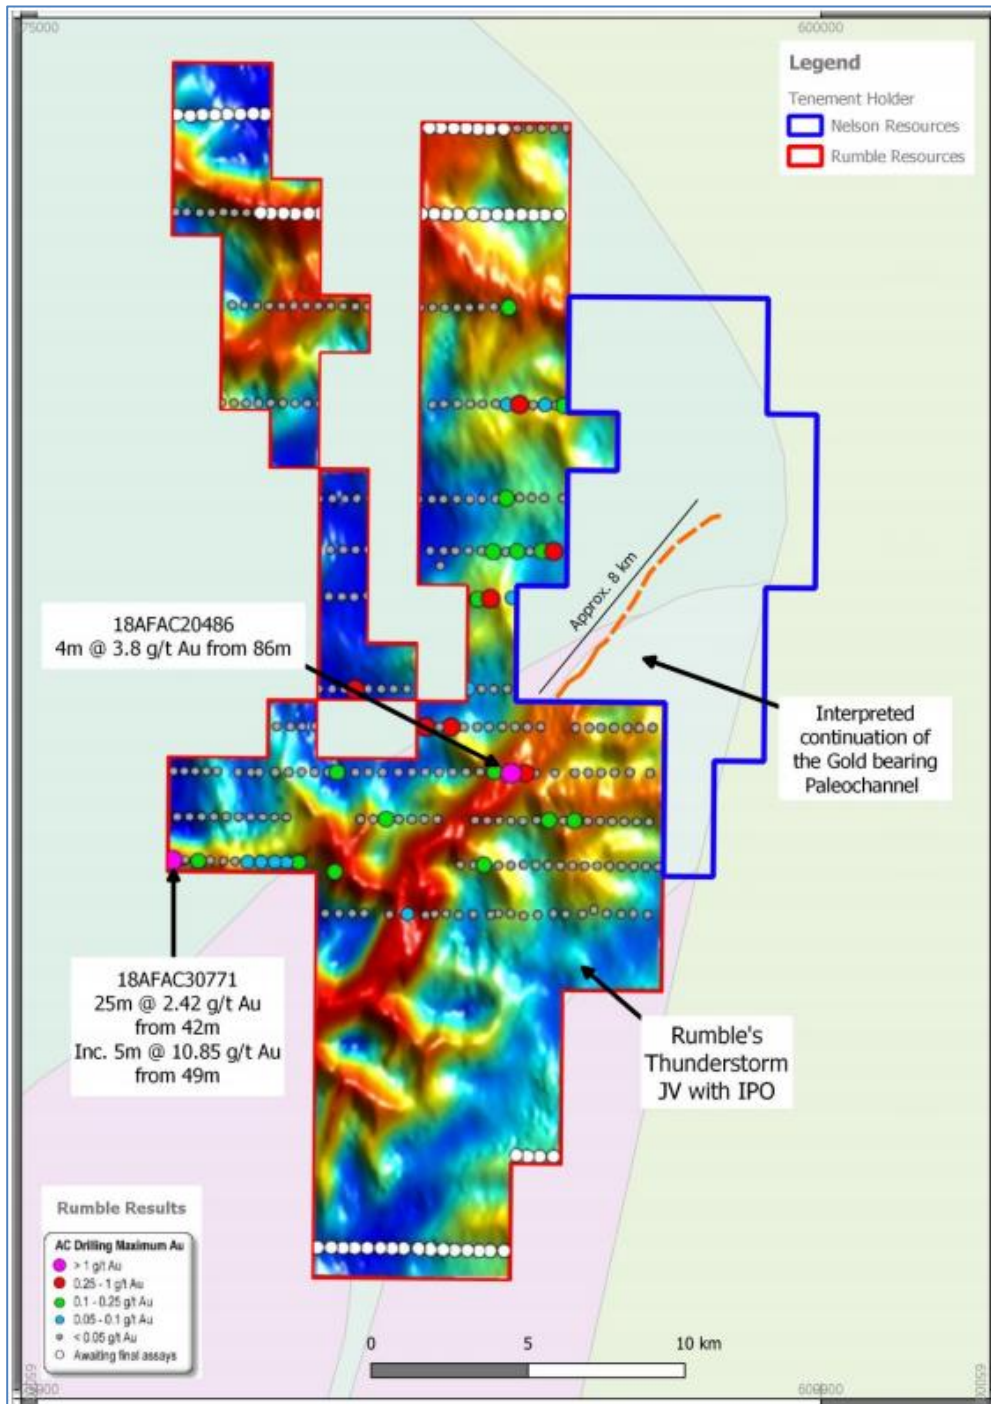 75000
600000
Legend
Tenement Holder
Nelson Resources
Rumble Resources
Approx. 8 km
18AFAC20486
4m @ 3.8 g/t Au from 86m
Interpreted
continuation of
the Gold bearing
Paleochannel
18AFAC30771
25m @ 2.42 g/t Au
from 42m
Inc. 5m @ 10.85 g/t Au
from 49m
Rumble's
Thunderstorm
JV with IPO
Rumble Results
AC Drilling Maximum Au
> 1 g/t Au
0.25 - 1 g/t Au
0.1 - 0.25 g/t Au
0.05 - 0.1 g/t Au
< 0.05 g/t Au
Awaiting final assays
0
5
10 km